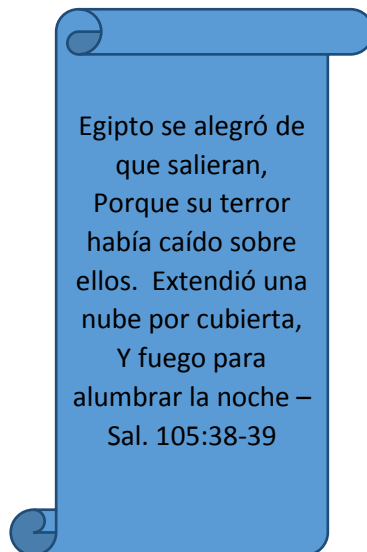 Egipto se alegró de
que salieran,
Porque su terror
había caído sobre
ellos.  Extendió una
nube por cubierta,
Y fuego para
alumbrar la noche –
Sal. 105:38-39